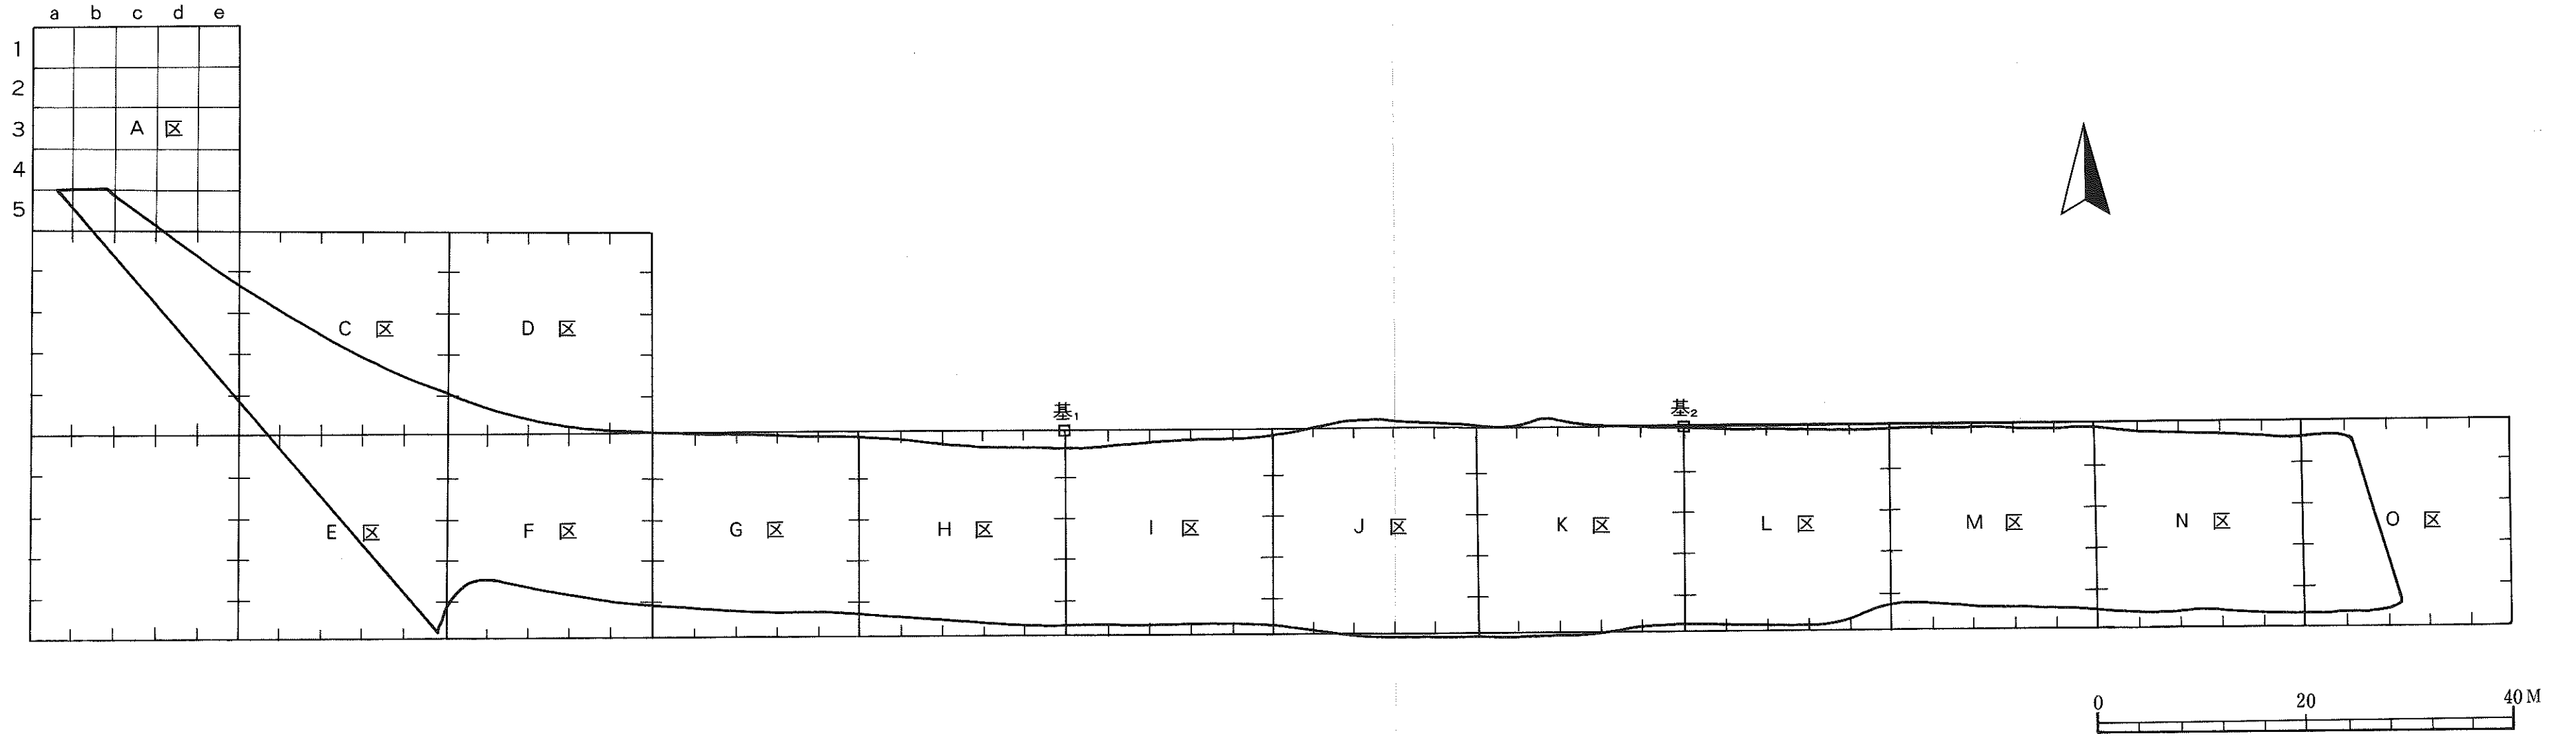 a b c d e
1
2
3
4
5
A 区
C 区
D 区
基₁
基₂
E 区
F 区
G 区
H 区
I 区
J 区
K 区
L 区
M 区
N 区
O 区
0 20 40M